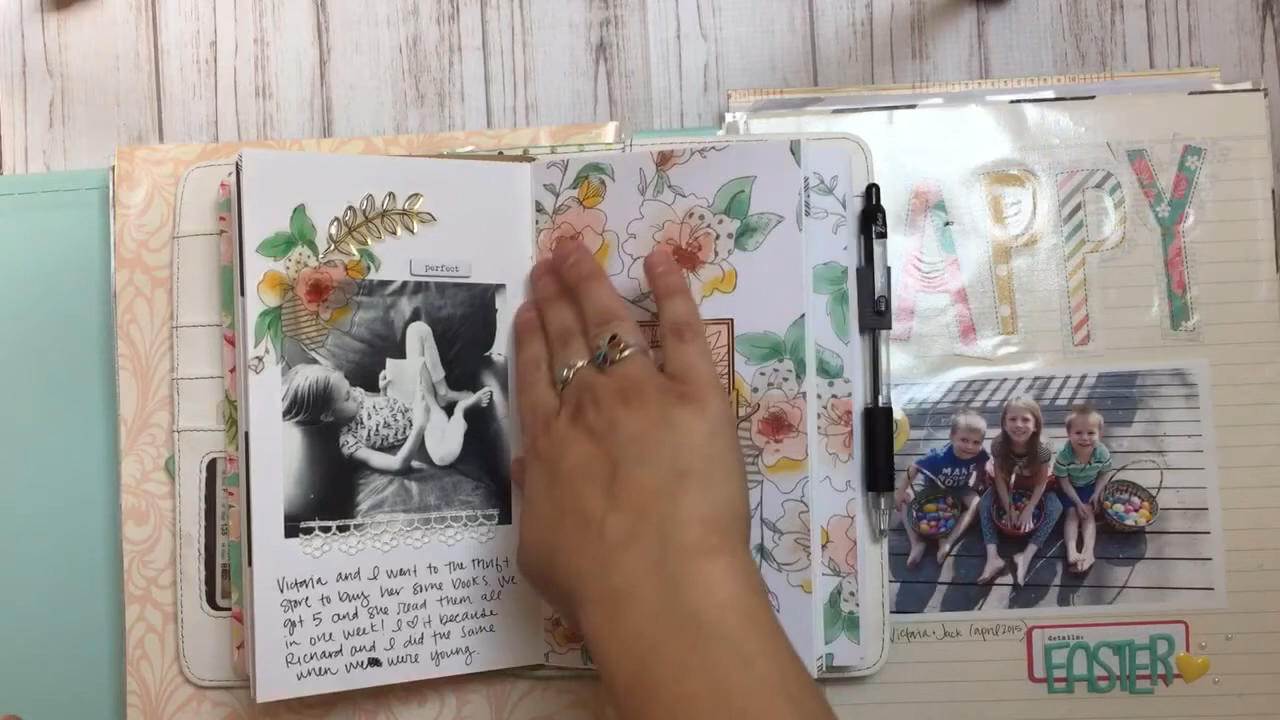 perfect
Victoria and I went to the thrift
store to buy her some books. We
got 5 and she read them all
in one week! I ♡ it because
Richard and I did the same
when we were young.
APPY
MAKE
Victoria + Jack (april 2015)
details:
EASTER